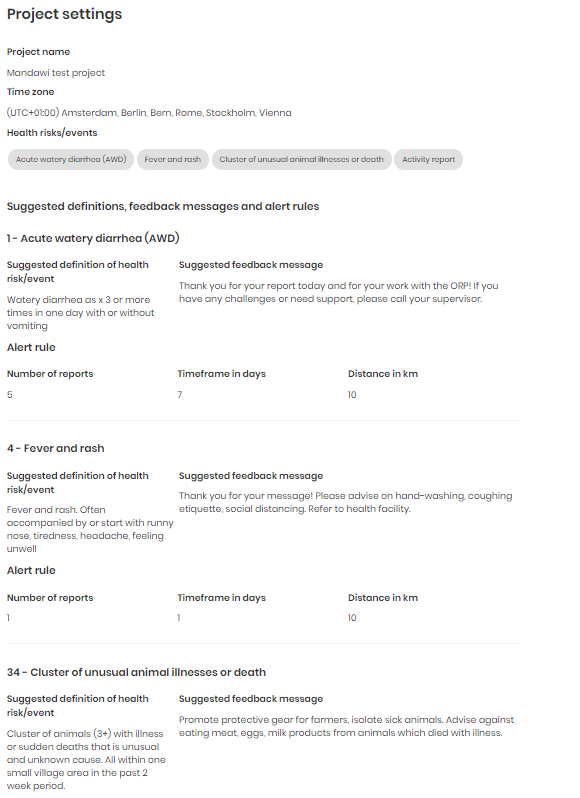 Project settings
Project name
Mandawi test project
Time zone
(UTC+01:00) Amsterdam, Berlin, Bern, Rome, Stockholm, Vienna
Health risks/events
Acute watery diarrhea (AWD)
Fever and rash
Cluster of unusual animal illnesses or death
Activity report
Suggested definitions, feedback messages and alert rules
1 - Acute watery diarrhea (AWD)
Suggested definition of health
risk/event
Watery diarrhea as x 3 or more
times in one day with or without
vomiting
Suggested feedback message
Thank you for your report today and for your work with the ORP! If you
have any challenges or need support, please call your supervisor.
Alert rule
Number of reports
5
Timeframe in days
7
Distance in km
10
4 - Fever and rash
Suggested definition of health
risk/event
Fever and rash. Often
accompanied by or start with runny
nose, tiredness, headache, feeling
unwell
Suggested feedback message
Thank you for your message! Please advise on hand-washing, coughing
etiquette, social distancing. Refer to health facility.
Alert rule
Number of reports
1
Timeframe in days
1
Distance in km
10
34 - Cluster of unusual animal illnesses or death
Suggested definition of health
risk/event
Cluster of animals (3+) with illness
or sudden deaths that is unusual
and unknown cause. All within one
small village area in the past 2
week period.
Suggested feedback message
Promote protective gear for farmers, isolate sick animals. Advise against
eating meat, eggs, milk products from animals which died with illness.